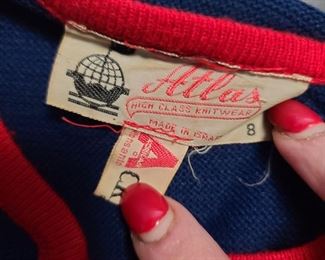 Atlas
HIGH CLASS KNITWEAR
MADE IN ISRA
8